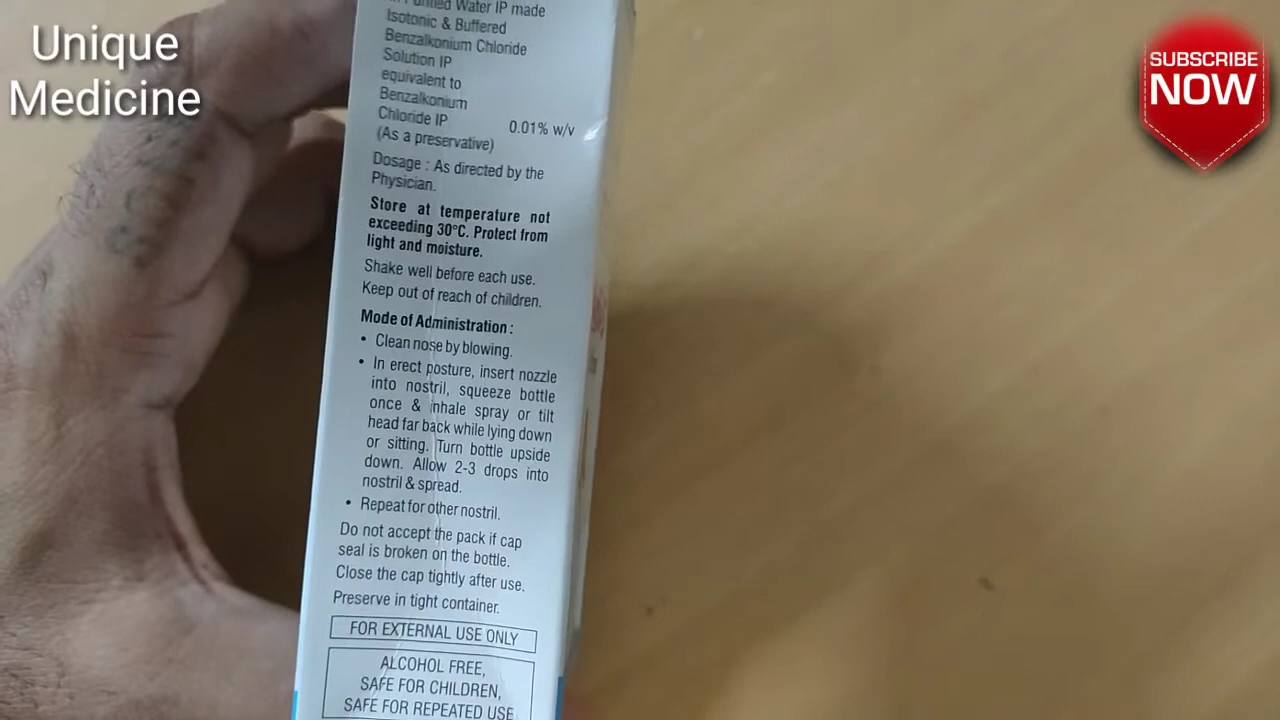 Unique
Medicine
SUBSCRIBE
NOW
in Purified Water IP made
Isotonic & Buffered
Benzalkonium Chloride
Solution IP
equivalent to
Benzalkonium
Chloride IP 0.01% w/v
(As a preservative)
Dosage : As directed by the
Physician.
Store at temperature not
exceeding 30°C. Protect from
light and moisture.
Shake well before each use.
Keep out of reach of children.
Mode of Administration :
• Clean nose by blowing.
• In erect posture, insert nozzle
into nostril, squeeze bottle
once & inhale spray or tilt
head far back while lying down
or sitting. Turn bottle upside
down. Allow 2-3 drops into
nostril & spread.
• Repeat for other nostril.
Do not accept the pack if cap
seal is broken on the bottle.
Close the cap tightly after use.
Preserve in tight container.
FOR EXTERNAL USE ONLY
ALCOHOL FREE,
SAFE FOR CHILDREN,
SAFE FOR REPEATED USE